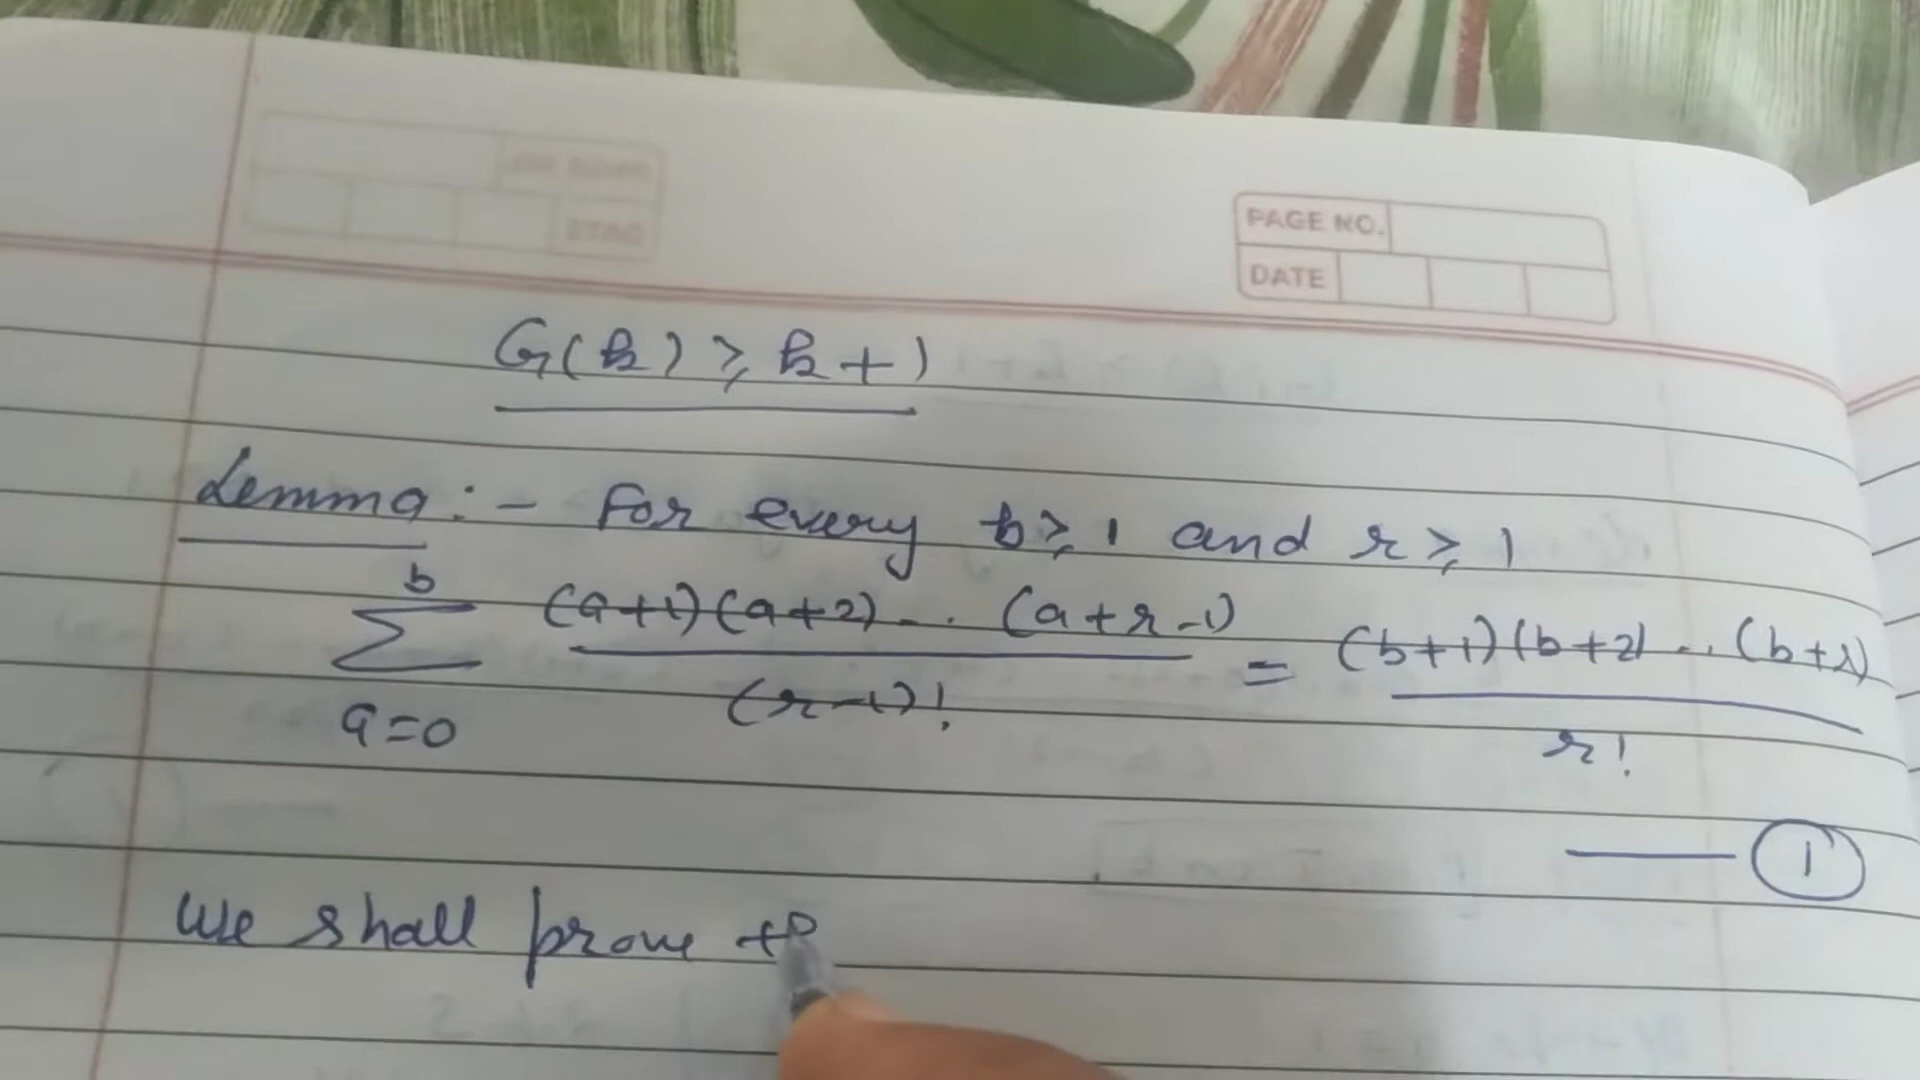 PAGE NO.
DATE
G(k) ≥ k+1
Lemma :- For every b ≥ 1 and r ≥ 1
b
∑ (a+1)(a+2)-.. (a+r-1) = (b+1)(b+2) .. (b+r)
(r-1)! r!
a=0
—— ①
We shall prove